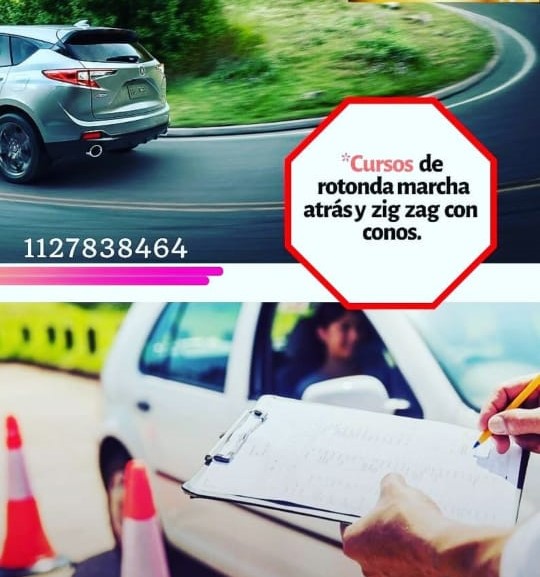 *Cursos de
rotonda marcha
atrás y zig zag con
conos.
1127838464